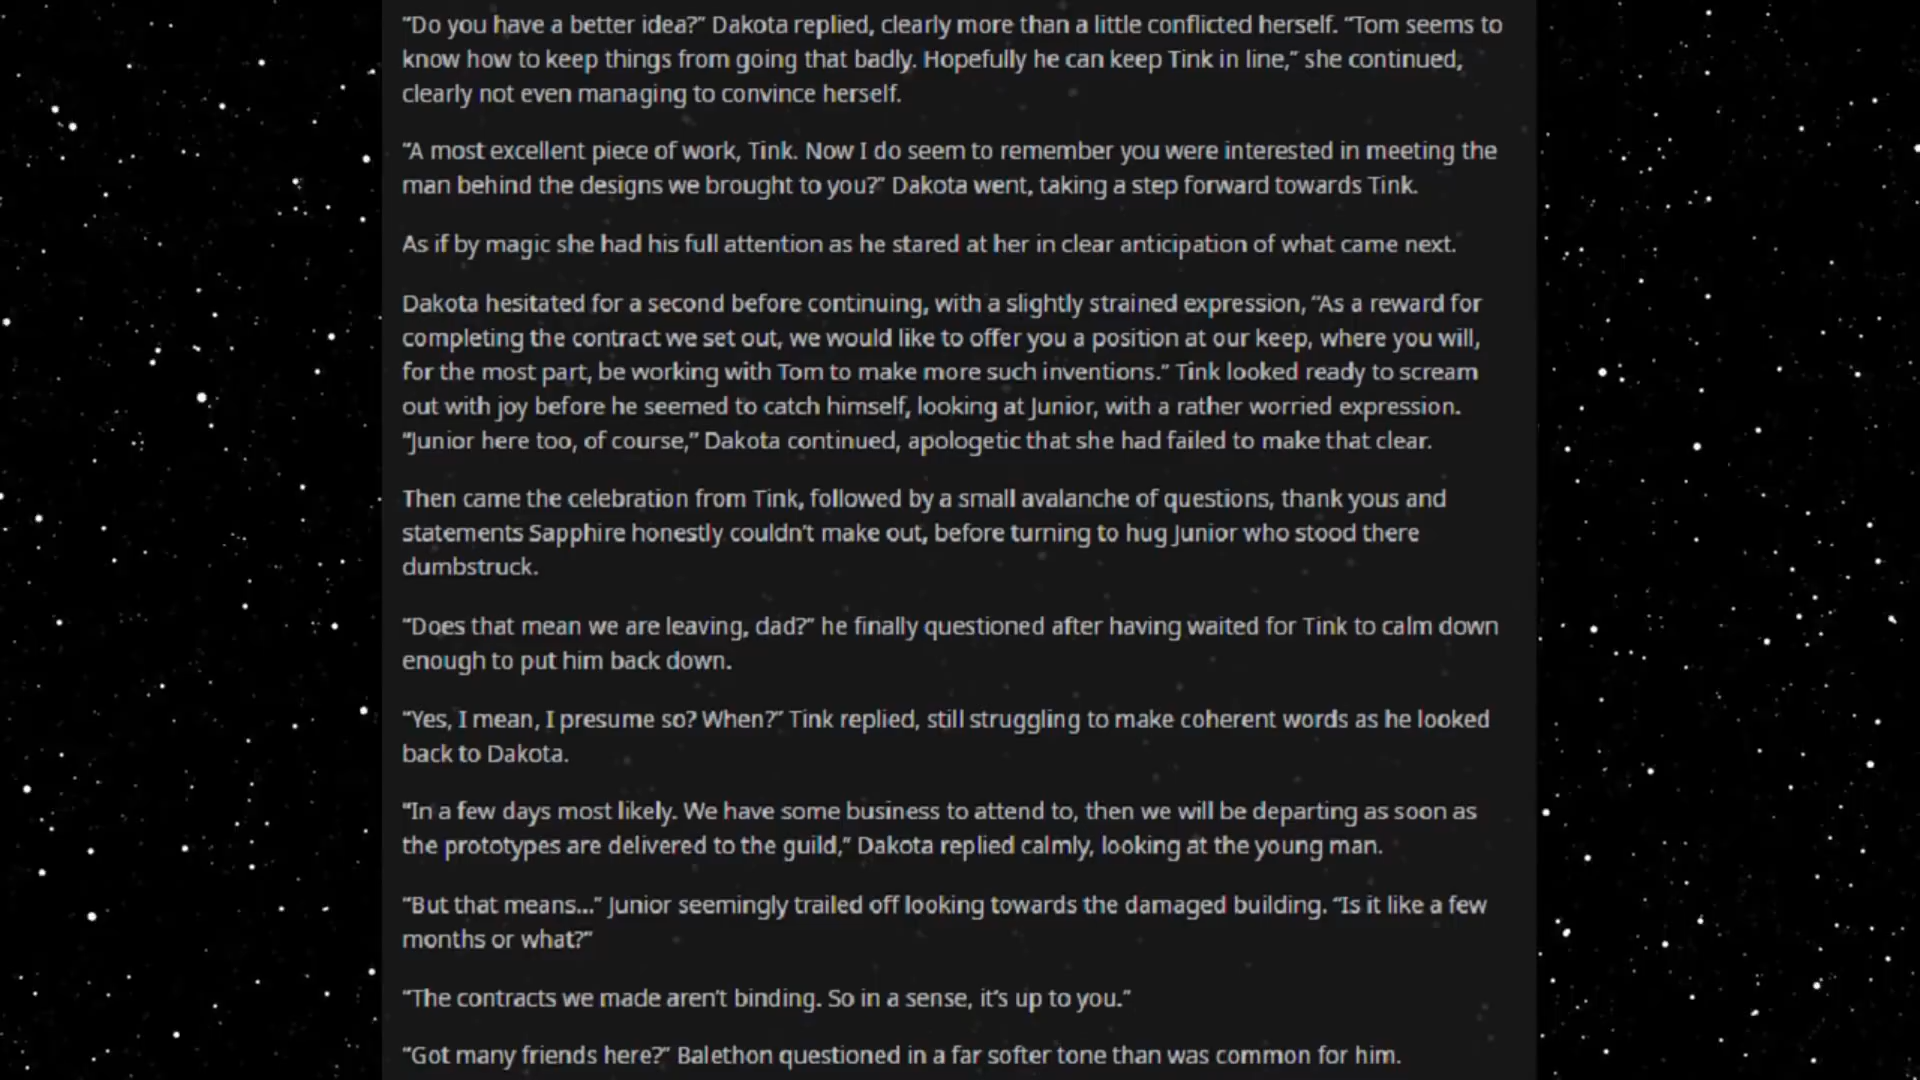 “Do you have a better idea?” Dakota replied, clearly more than a little conflicted herself. “Tom seems to
know how to keep things from going that badly. Hopefully he can keep Tink in line,” she continued,
clearly not even managing to convince herself.
“A most excellent piece of work, Tink. Now I do seem to remember you were interested in meeting the
man behind the designs we brought to you?” Dakota went, taking a step forward towards Tink.
As if by magic she had his full attention as he stared at her in clear anticipation of what came next.
Dakota hesitated for a second before continuing, with a slightly strained expression, “As a reward for
completing the contract we set out, we would like to offer you a position at our keep, where you will,
for the most part, be working with Tom to make more such inventions.” Tink looked ready to scream
out with joy before he seemed to catch himself, looking at Junior, with a rather worried expression.
“Junior here too, of course,” Dakota continued, apologetic that she had failed to make that clear.
Then came the celebration from Tink, followed by a small avalanche of questions, thank yous and
statements Sapphire honestly couldn’t make out, before turning to hug Junior who stood there
dumbstruck.
“Does that mean we are leaving, dad?” he finally questioned after having waited for Tink to calm down
enough to put him back down.
“Yes, I mean, I presume so? When?” Tink replied, still struggling to make coherent words as he looked
back to Dakota.
“In a few days most likely. We have some business to attend to, then we will be departing as soon as
the prototypes are delivered to the guild,” Dakota replied calmly, looking at the young man.
“But that means…” Junior seemingly trailed off looking towards the damaged building. “Is it like a few
months or what?”
“The contracts we made aren’t binding. So in a sense, it’s up to you.”
“Got many friends here?” Balethon questioned in a far softer tone than was common for him.